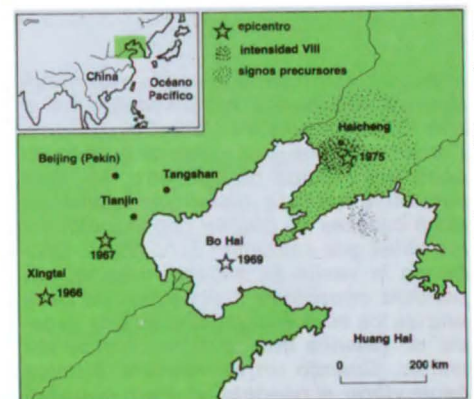 China
Océano
Pacífico
epicentro
intensidad VIII
signos precursores
Haicheng
1975
Beijing (Pekín)
Tangshan
Tianjin
1967
Bo Hai
1969
Xingtai
1966
Huang Hai
0 200 km